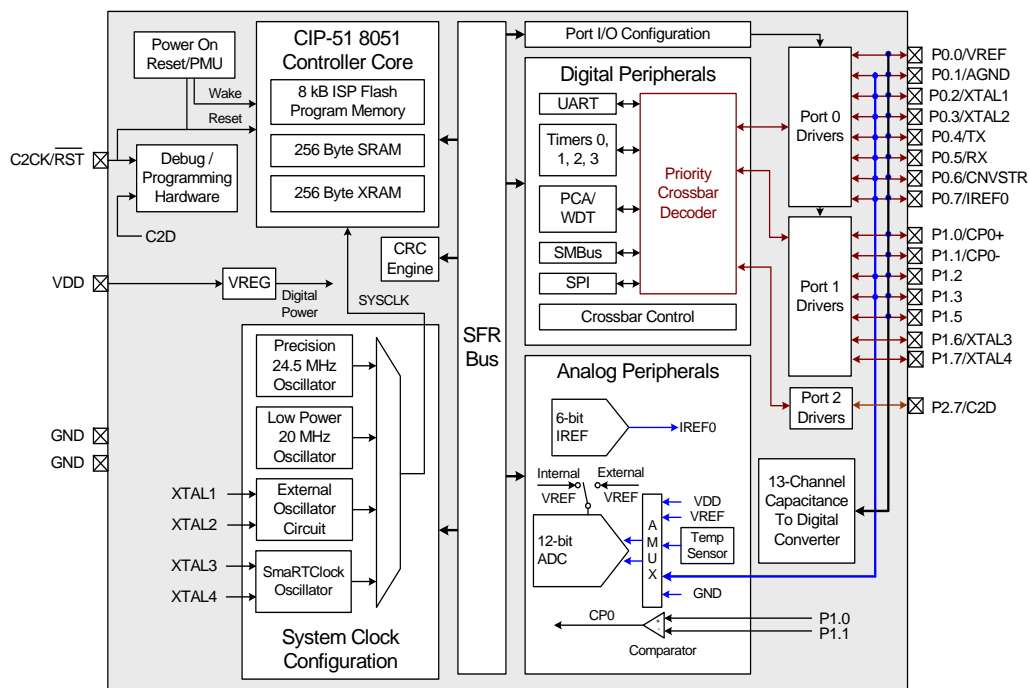 Power On
Reset/PMU
Wake
Reset
C2CK/RST
Debug /
Programming
Hardware
C2D
VDD
VREG
Digital
Power
GND
GND
CIP-51 8051
Controller Core
8 kB ISP Flash
Program Memory
256 Byte SRAM
256 Byte XRAM
CRC
Engine
SYSCLK
Precision
24.5 MHz
Oscillator
Low Power
20 MHz
Oscillator
XTAL1
XTAL2
External
Oscillator
Circuit
XTAL3
XTAL4
SmaRTClock
Oscillator
System Clock
Configuration
SFR
Bus
Port I/O Configuration
Digital Peripherals
UART
Timers 0,
1, 2, 3
PCA/
WDT
SMBus
SPI
Priority
Crossbar
Decoder
Crossbar Control
Analog Peripherals
6-bit
IREF
IREF0
Internal
VREF
External
VREF
12-bit
ADC
A
M
U
X
VDD
VREF
Temp
Sensor
GND
CP0
+
-
Comparator
P1.0
P1.1
Port 0
Drivers
Port 1
Drivers
Port 2
Drivers
13-Channel
Capacitance
To Digital
Converter
P0.0/VREF
P0.1/AGND
P0.2/XTAL1
P0.3/XTAL2
P0.4/TX
P0.5/RX
P0.6/CNVSTR
P0.7/IREF0
P1.0/CP0+
P1.1/CP0-
P1.2
P1.3
P1.5
P1.6/XTAL3
P1.7/XTAL4
P2.7/C2D